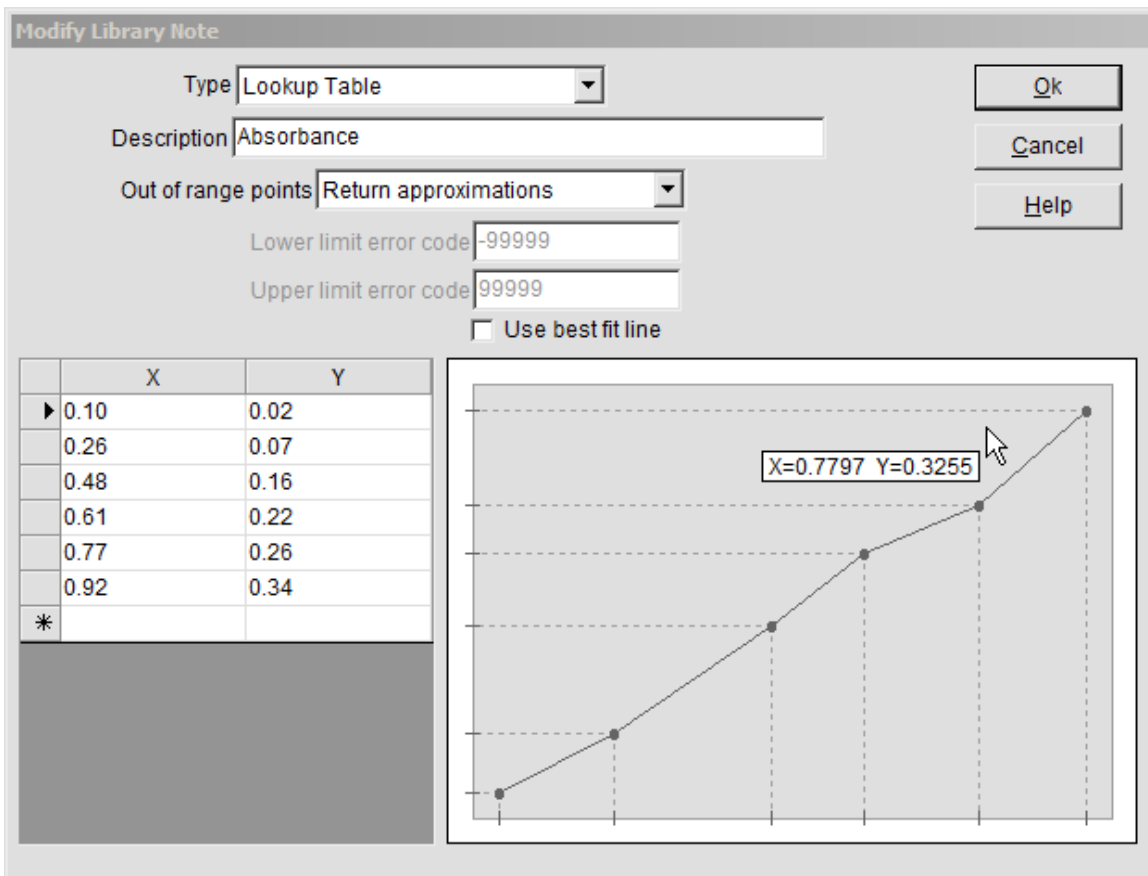 Modify Library Note
Type Lookup Table
Ok
Description Absorbance
Cancel
Out of range points Return approximations
Help
Lower limit error code -99999
Upper limit error code 99999
Use best fit line
X Y
0.10 0.02
0.26 0.07
0.48 0.16
0.61 0.22
0.77 0.26
0.92 0.34
*
X=0.7797 Y=0.3255